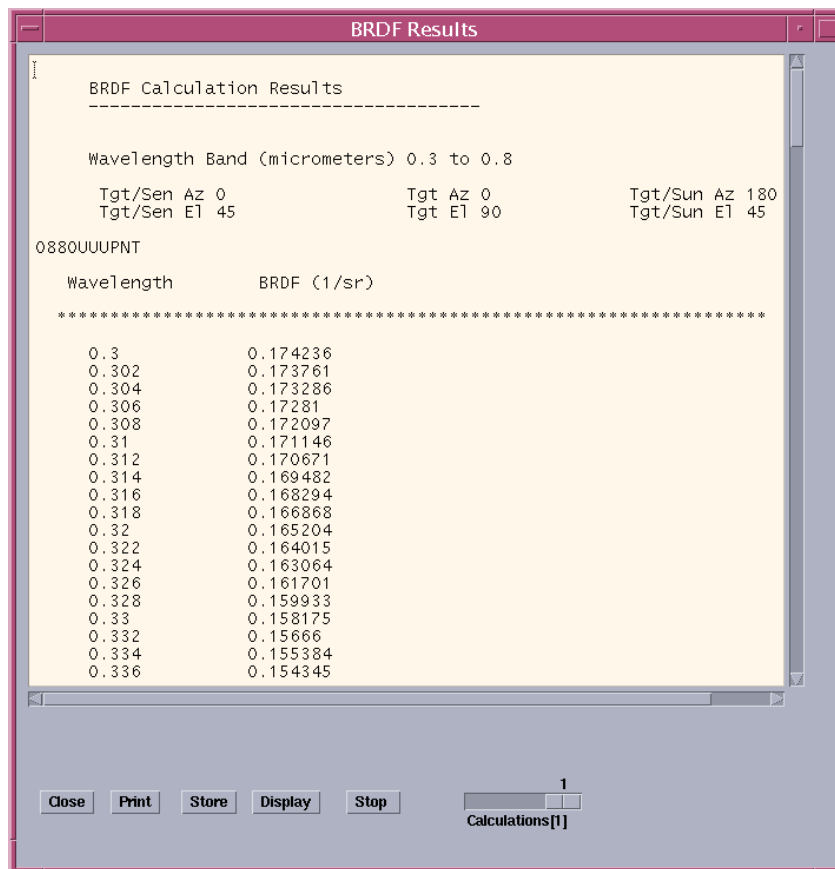 BRDF Results
BRDF Calculation Results
-------------------------------------
Wavelength Band (micrometers) 0.3 to 0.8
Tgt/Sen Az 0 Tgt Az 0 Tgt/Sun Az 180
Tgt/Sen El 45 Tgt El 90 Tgt/Sun El 45
0880UUUPNT
Wavelength BRDF (1/sr)
*******************************************************************
0.3 0.174236
0.302 0.173761
0.304 0.173286
0.306 0.17281
0.308 0.172097
0.31 0.171146
0.312 0.170671
0.314 0.169482
0.316 0.168294
0.318 0.166868
0.32 0.165204
0.322 0.164015
0.324 0.163064
0.326 0.161701
0.328 0.159933
0.33 0.158175
0.332 0.15666
0.334 0.155384
0.336 0.154345
1
Close Print Store Display Stop
Calculations[1]